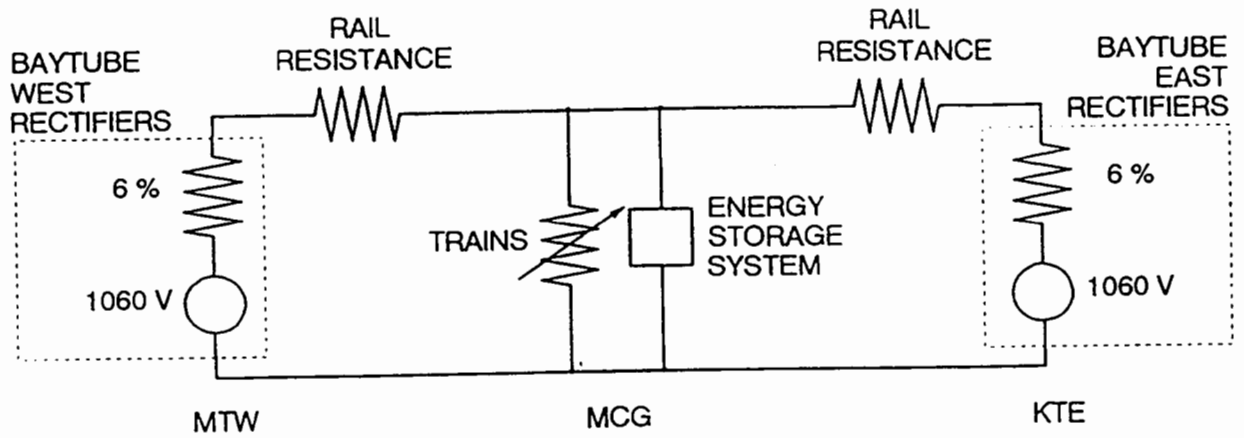 BAYTUBE
WEST
RECTIFIERS
RAIL
RESISTANCE
RAIL
RESISTANCE
BAYTUBE
EAST
RECTIFIERS
6 %
1060 V
TRAINS
ENERGY
STORAGE
SYSTEM
6 %
1060 V
MTW
MCG
KTE